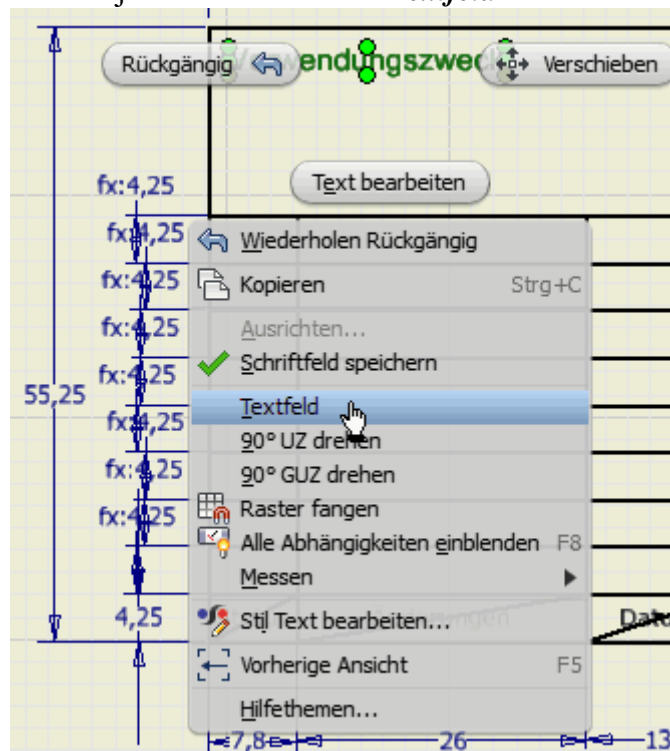 Rückgängig
endungszwec
Verschieben
Text bearbeiten
fx:4,25
fx:4,25
Wiederholen Rückgängig
fx:4,25
Kopieren Strg+C
fx:4,25
Ausrichten...
Schriftfeld speichern
fx:4,25
55,25
Textfeld
fx:4,25
90° UZ drehen
fx:4,25
90° GUZ drehen
fx:4,25
Raster fangen
Alle Abhängigkeiten einblenden F8
Messen
4,25
Stil Text bearbeiten...
Datu
Vorherige Ansicht F5
Hilfethemen...
7,8
26
13